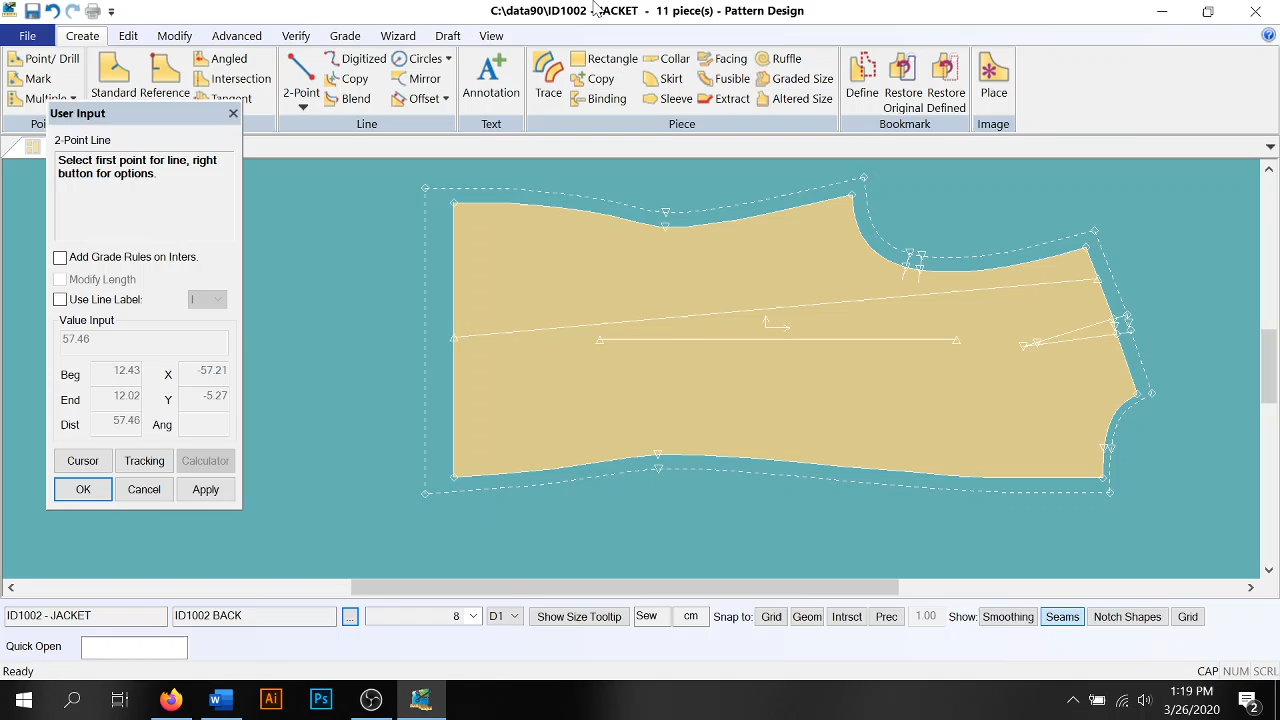 C:\data90\ID1002 - JACKET - 11 piece(s) - Pattern Design
File Create Edit Modify Advanced Verify Grade Wizard Draft View
Point/ Drill Angled Digitized Circles Rectangle Collar Facing Ruffle
Mark Intersection Copy Mirror Copy Skirt Fusible Graded Size
Multiple Standard Reference Tangent 2-Point Blend Offset Annotation Trace Binding Sleeve Extract Altered Size Define Restore Original Restore Defined Place
Line Text Piece Bookmark Image
User Input
2-Point Line
Select first point for line, right
button for options.
Add Grade Rules on Inters.
Modify Length
Use Line Label: I
Value Input
57.46
Beg 12.43 X -57.21
End 12.02 Y -5.27
Dist 57.46 Ang
Cursor Tracking Calculator
OK Cancel Apply
ID1002 - JACKET ID1002 BACK ... 8 D1 Show Size Tooltip Sew cm Snap to: Grid Geom Intrsct Prec 1.00 Show: Smoothing Seams Notch Shapes Grid
Quick Open
Ready CAP NUM SCRL
1:19 PM
3/26/2020
2